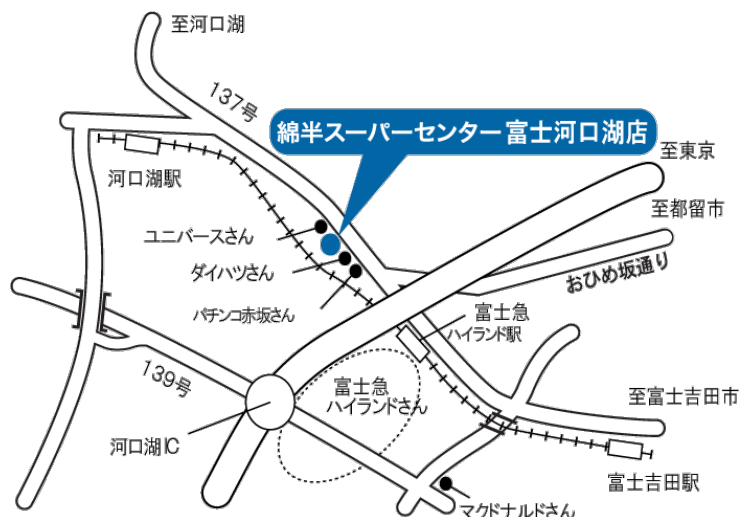 至河口湖
137号
綿半スーパーセンター 富士河口湖店
至東京
河口湖駅
至都留市
ユニバースさん
ダイハツさん
おひめ坂通り
パチンコ赤坂さん
富士急
ハイランド駅
139号
富士急
ハイランドさん
至富士吉田市
河口湖IC
富士吉田駅
マクドナルドさん